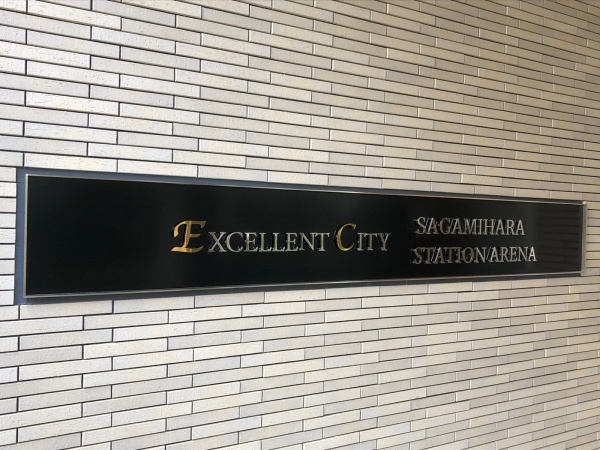 EXCELLENT CITY
SAGAMIHARA
STATION ARENA